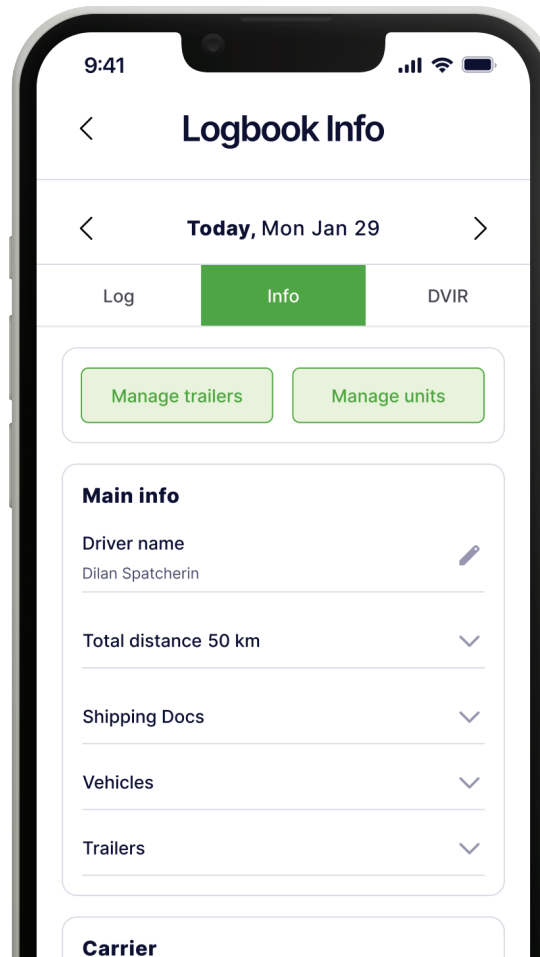 9:41
Logbook Info
Today, Mon Jan 29
Log Info DVIR
Manage trailers Manage units
Main info
Driver name
Dilan Spatcherin
Total distance 50 km
Shipping Docs
Vehicles
Trailers
Carrier